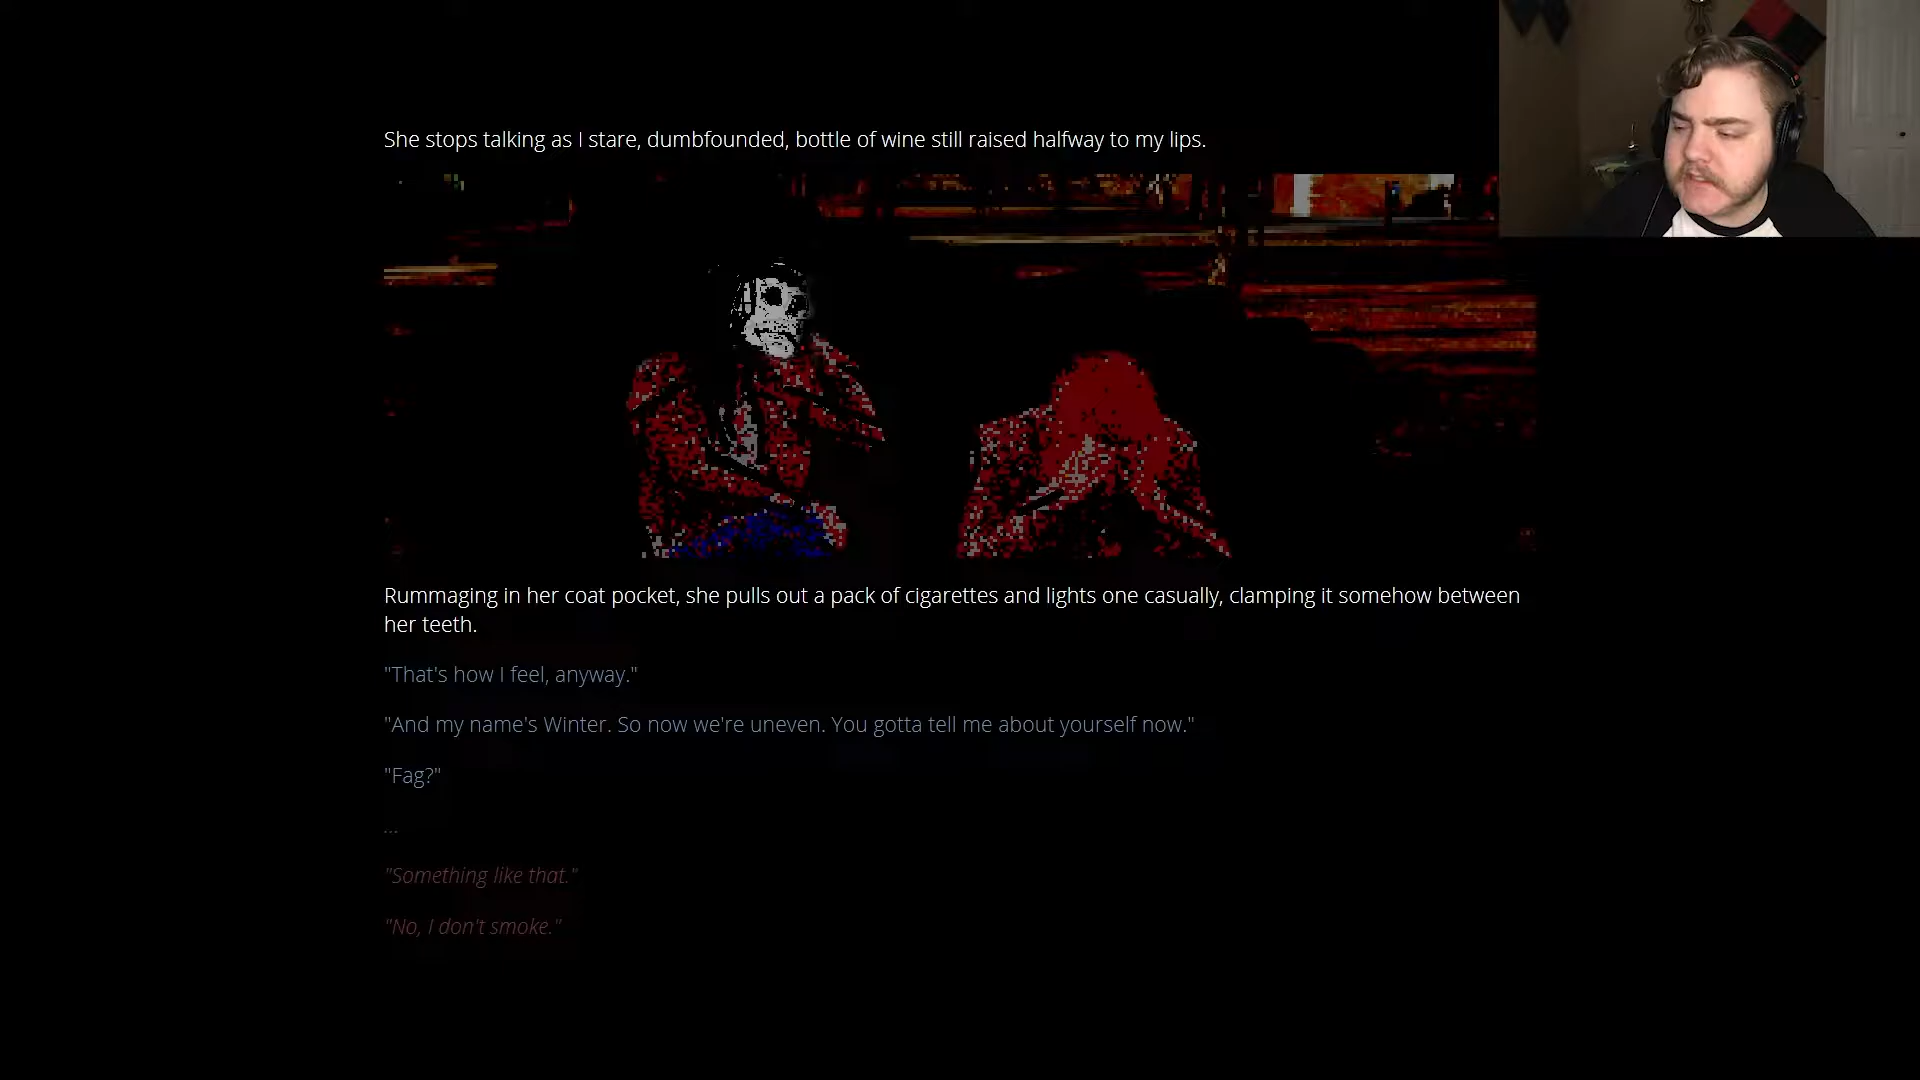 She stops talking as I stare, dumbfounded, bottle of wine still raised halfway to my lips.
Rummaging in her coat pocket, she pulls out a pack of cigarettes and lights one casually, clamping it somehow between
her teeth.
"That's how I feel, anyway."
"And my name's Winter. So now we're uneven. You gotta tell me about yourself now."
"Fag?"
...
"Something like that."
"No, I don't smoke."